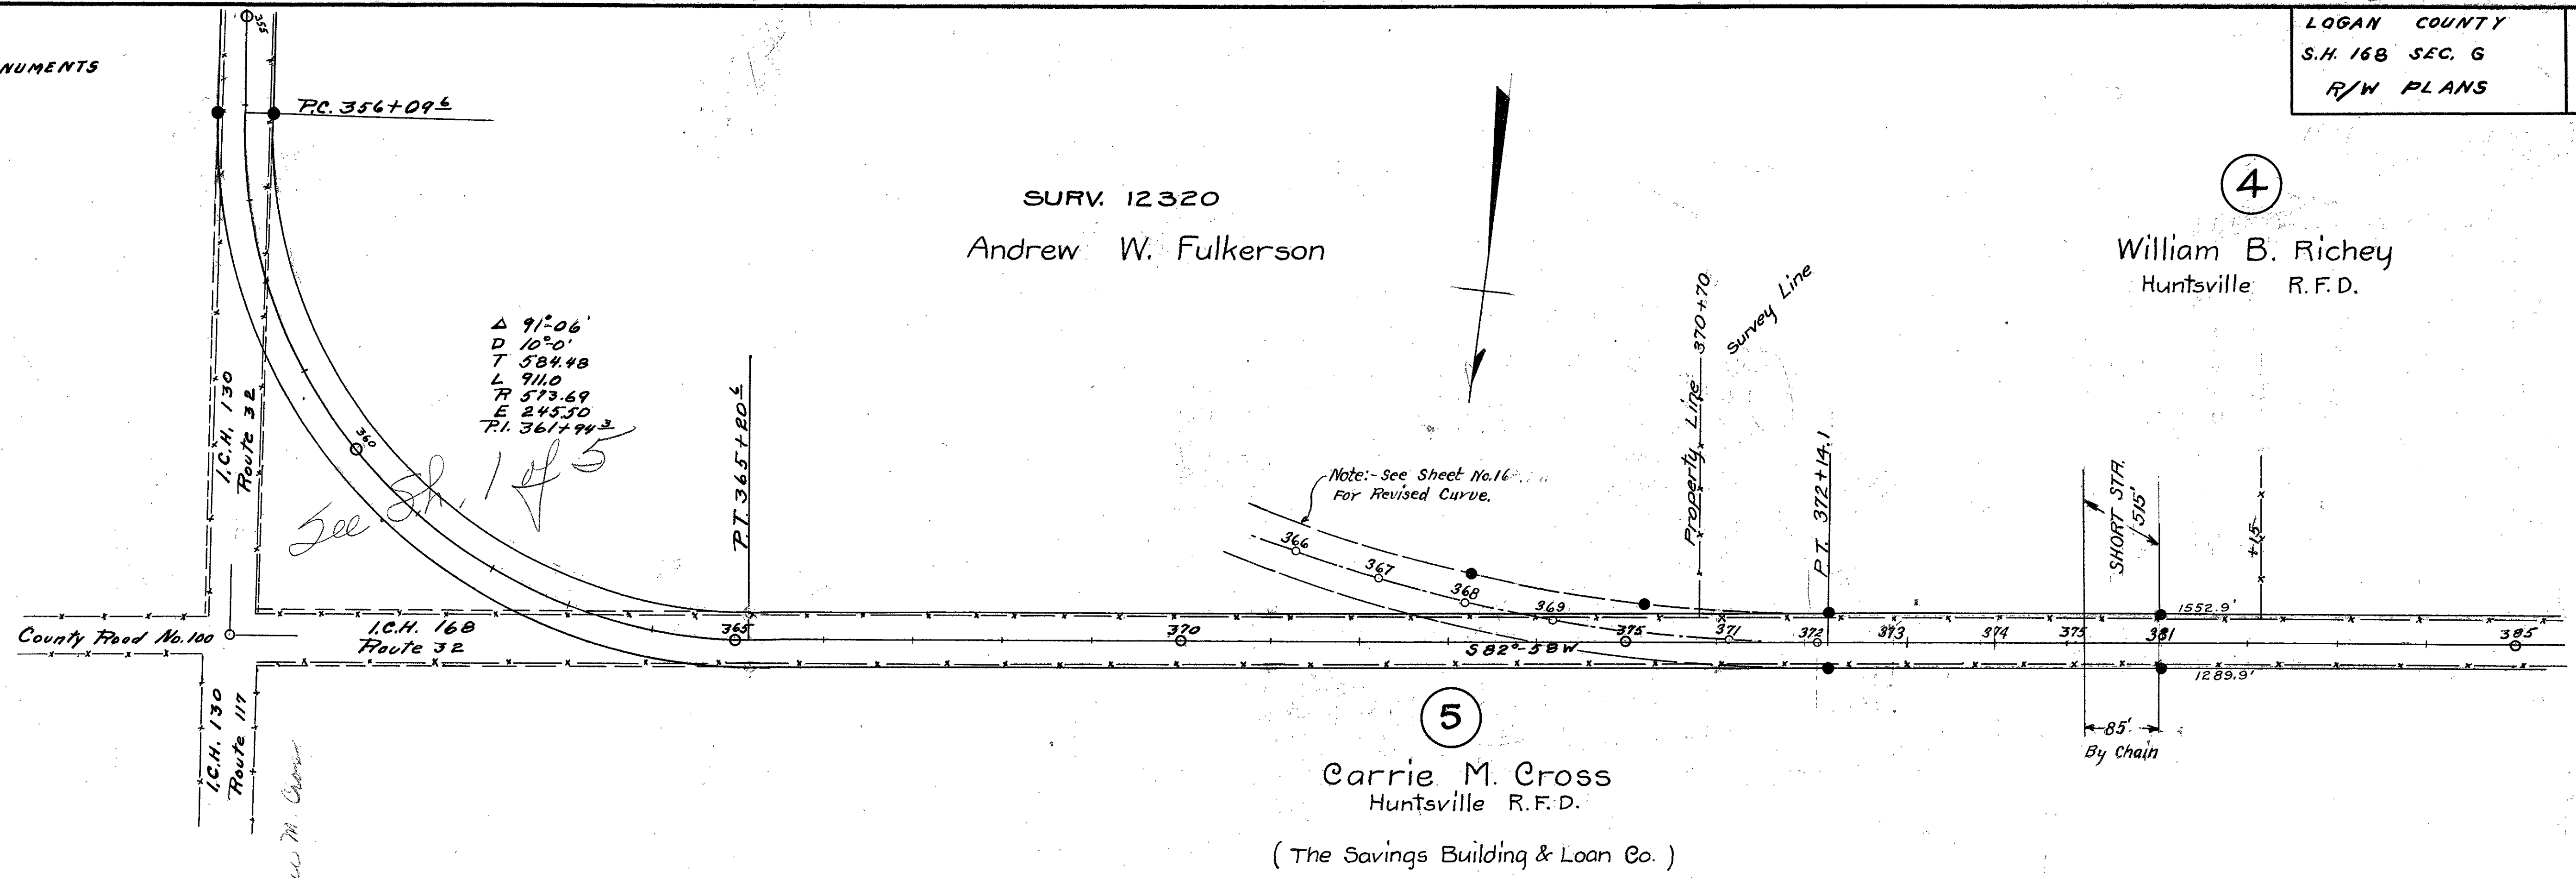 LOGAN COUNTY
S.H. 168 SEC. G
R/W PLANS
NUMENTS
355
P.C. 356+09 6
SURV. 12320
Andrew W. Fulkerson
4
William B. Richey
Huntsville R.F.D.
Δ 91°-06'
D 10°-0'
T 584.48
L 911.0
R 573.69
E 245.50
P.I. 361+94 3
See Sh. 1 of 5
I.C.H. 130
Route 32
360
P.T. 365+20 6
Note:- See Sheet No.16
For Revised Curve.
Property Line 370+70
Survey Line
P.T. 372+14.1
SHORT STA.
515'
+15
366
367
368
369
1552.9'
County Road No.100
I.C.H. 168
Route 32
365
370
375
371
372
373
374
375
381
385
S 82°-58 W
1289.9'
I.C.H. 130
Route 117
85'
By Chain
5
Carrie M. Cross
Huntsville R.F.D.
( The Savings Building & Loan Co. )
M. Cross